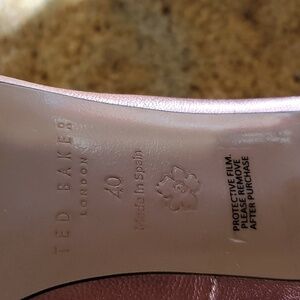 TED BAKER
LONDON
40
Made in Spain
PROTECTIVE FILM.
PLEASE REMOVE
AFTER PURCHASE